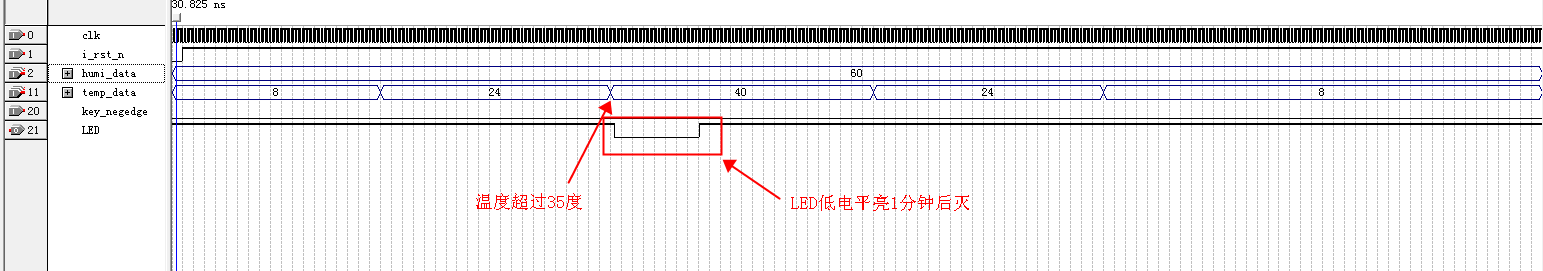 30.825 ns
0 clk
1 i_rst_n
2 humi_data 60
11 temp_data 8 24 40 24 8
20 key_negedge
21 LED
温度超过35度
LED低电平亮1分钟后灭